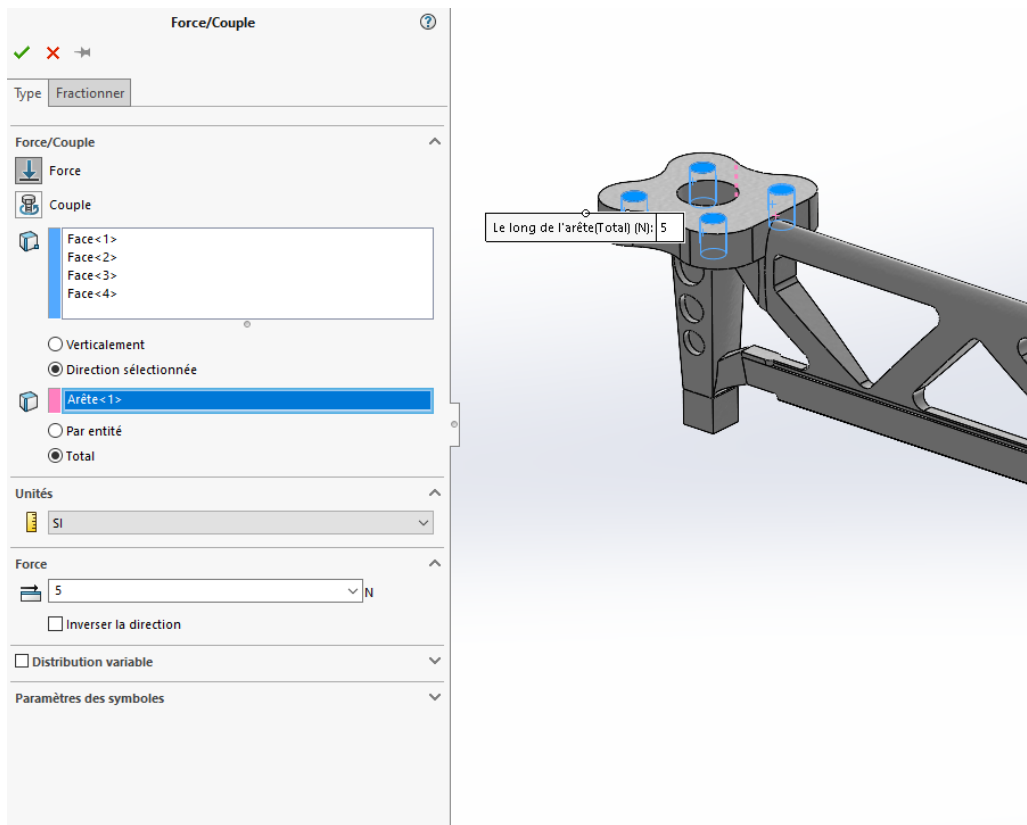 Force/Couple
?
Type
Fractionner
Force/Couple
Force
Couple
Face<1>
Face<2>
Face<3>
Face<4>
Verticalement
Direction sélectionnée
Arête<1>
Par entité
Total
Unités
SI
Force
5
N
Inverser la direction
Distribution variable
Paramètres des symboles
Le long de l'arête(Total) (N): 5